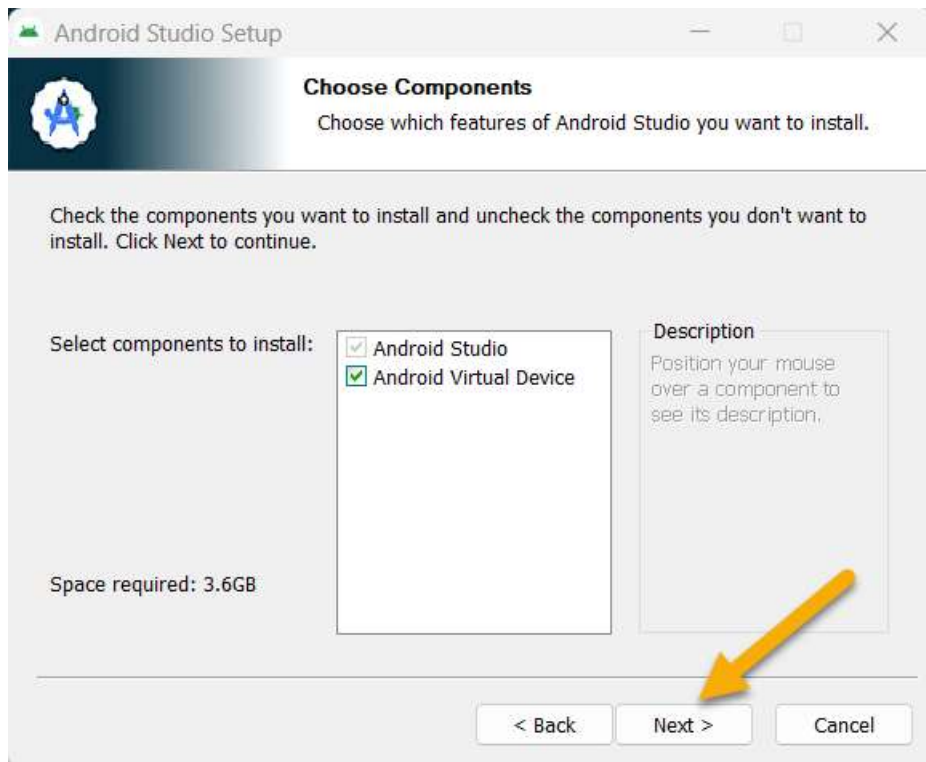 Android Studio Setup
Choose Components
Choose which features of Android Studio you want to install.
Check the components you want to install and uncheck the components you don't want to
install. Click Next to continue.
Select components to install:
Android Studio
Android Virtual Device
Description
Position your mouse
over a component to
see its description.
Space required: 3.6GB
< Back
Next >
Cancel